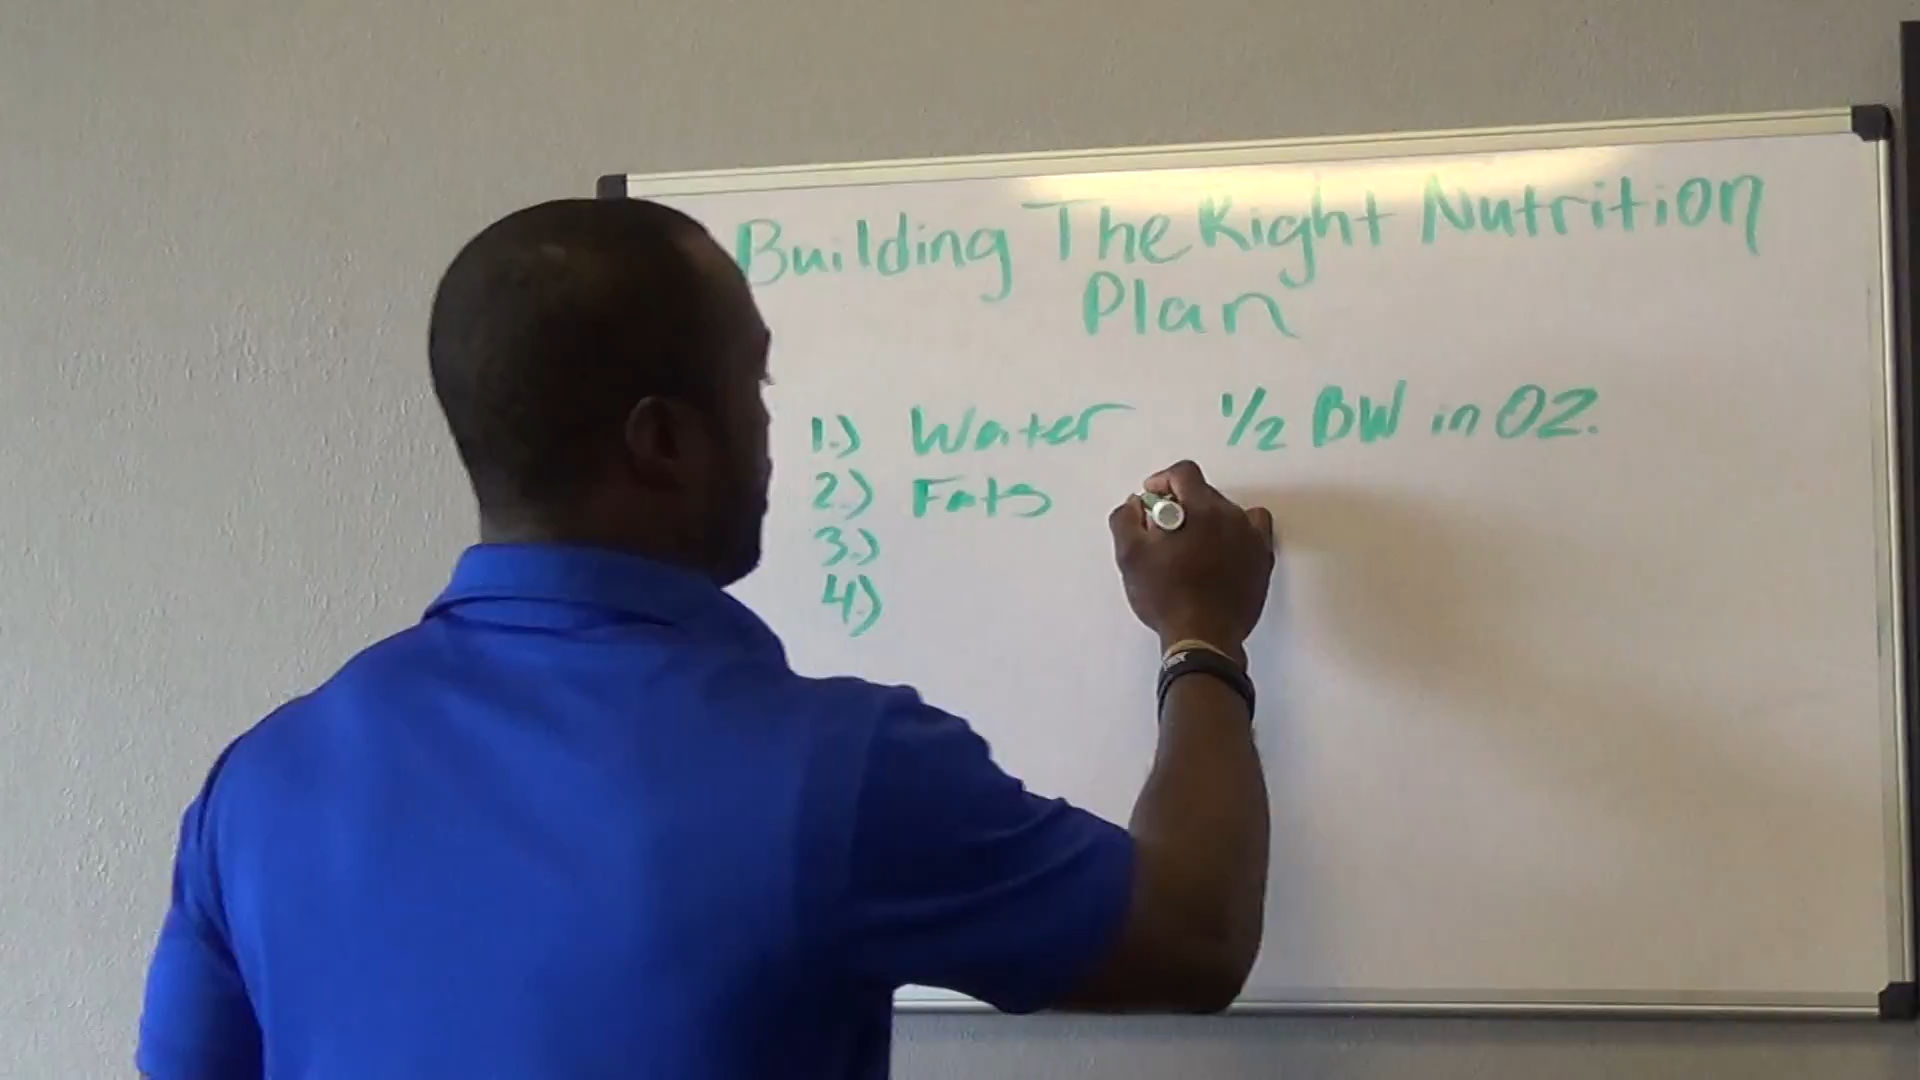 Building The Right Nutrition
Plan
1.) Water 1/2 BW in OZ.
2.) Fats
3.)
4.)